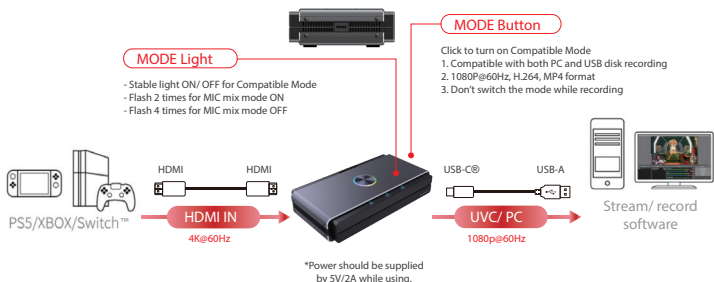 MODE Button
MODE Light
Click to turn on Compatible Mode
1. Compatible with both PC and USB disk recording
2. 1080P@60Hz, H.264, MP4 format
3. Don't switch the mode while recording
- Stable light ON/ OFF for Compatible Mode
- Flash 2 times for MIC mix mode ON
- Flash 4 times for MIC mix mode OFF
HDMI HDMI
USB-C® USB-A
PS5/XBOX/Switch™
HDMI IN
4K@60Hz
UVC/ PC
1080p@60Hz
Stream/ record
software
*Power should be supplied
by 5V/2A while using.